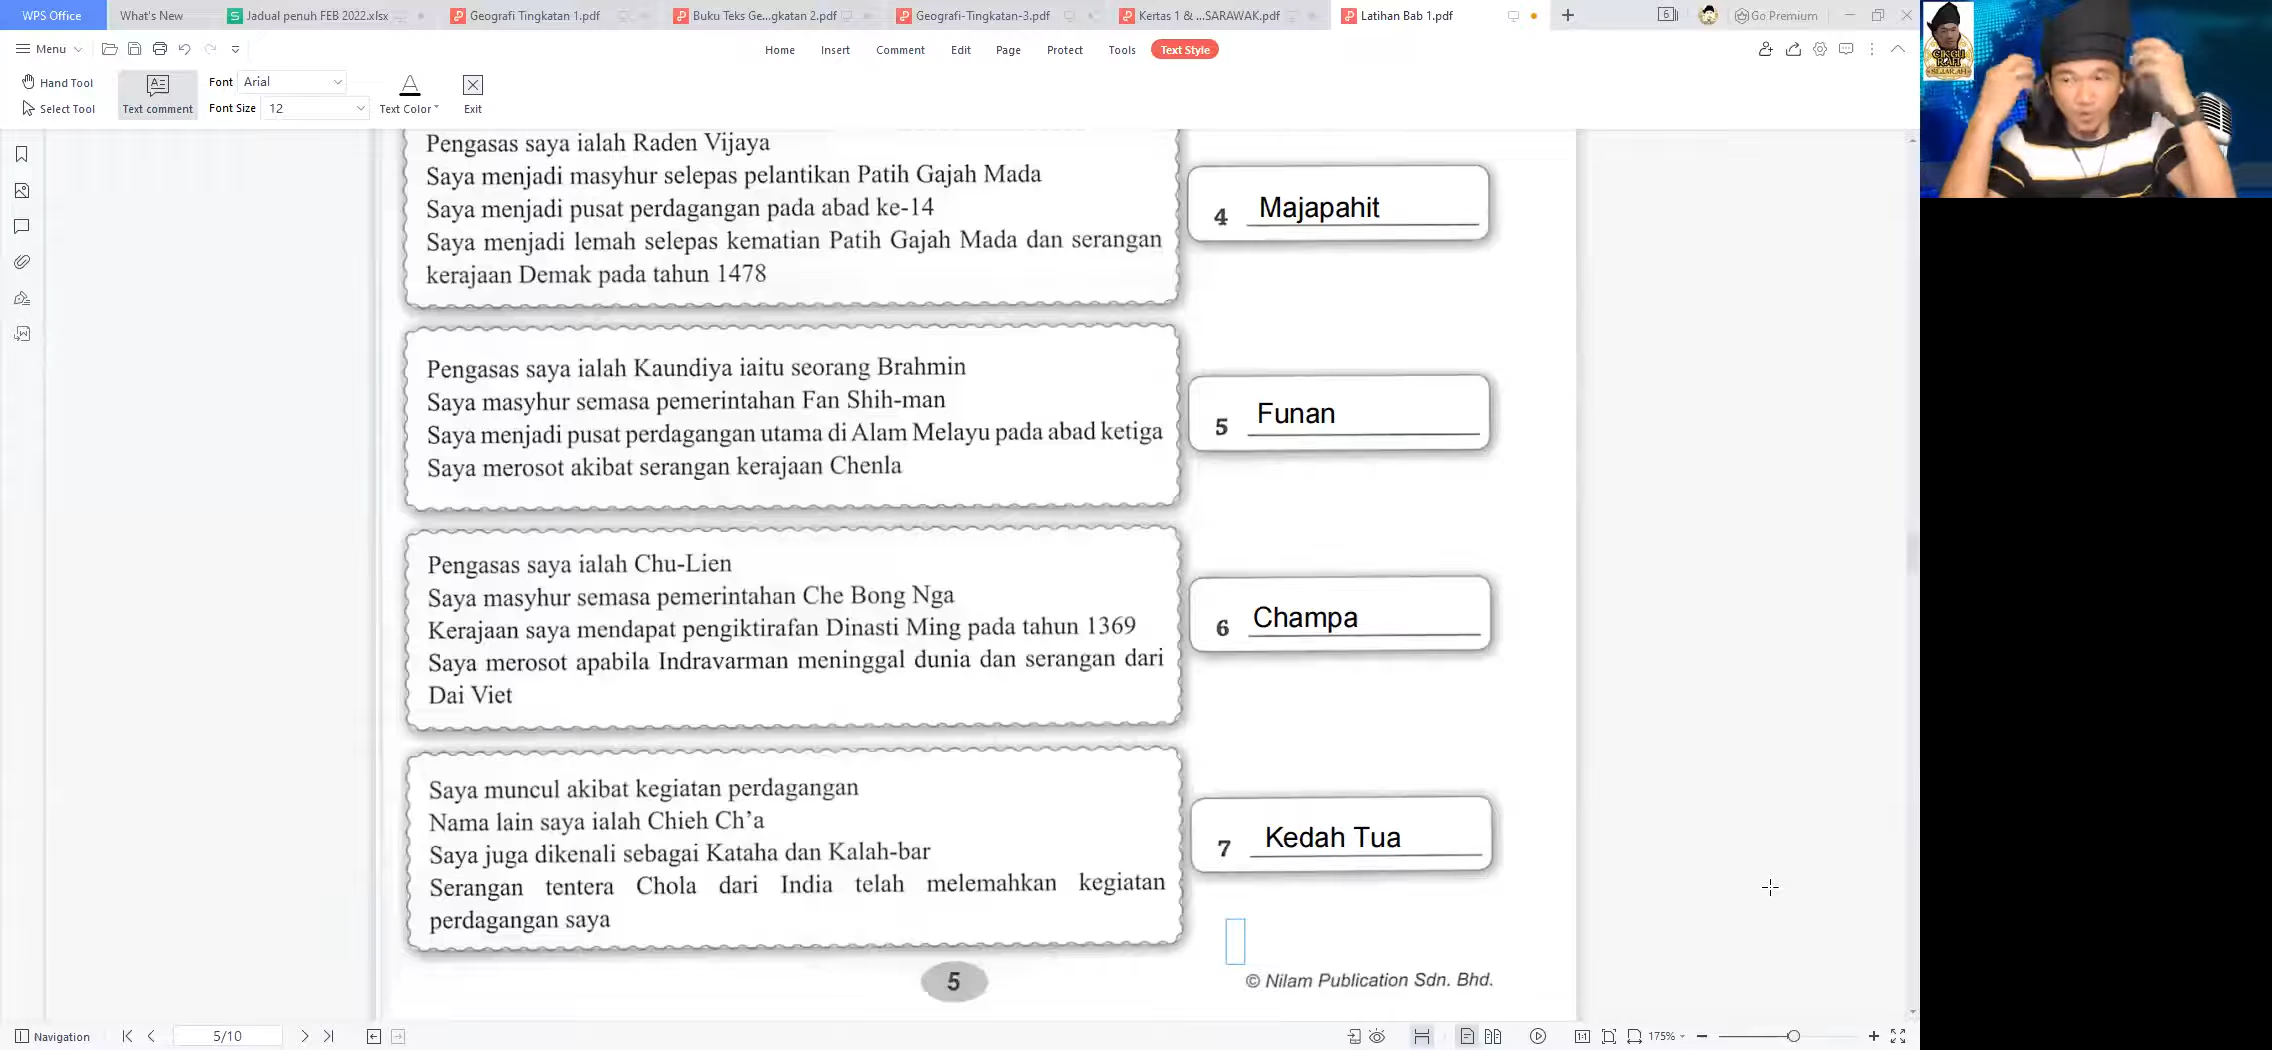 WPS Office
What's New
Jadual penuh FEB 2022.xlsx
Geografi Tingkatan 1.pdf
Buku Teks Ge...gkatan 2.pdf
Geografi-Tingkatan-3.pdf
Kertas 1 & ...SARAWAK.pdf
Latihan Bab 1.pdf
6
Go Premium
Menu
Home Insert Comment Edit Page Protect Tools Text Style
Hand Tool
Select Tool
Text comment
Font Arial
Font Size 12
Text Color
Exit
CIKGU
RAFI
SEJARAH
Pengasas saya ialah Raden Vijaya
Saya menjadi masyhur selepas pelantikan Patih Gajah Mada
Saya menjadi pusat perdagangan pada abad ke-14
Saya menjadi lemah selepas kematian Patih Gajah Mada dan serangan
kerajaan Demak pada tahun 1478
4 Majapahit
Pengasas saya ialah Kaundiya iaitu seorang Brahmin
Saya masyhur semasa pemerintahan Fan Shih-man
Saya menjadi pusat perdagangan utama di Alam Melayu pada abad ketiga
Saya merosot akibat serangan kerajaan Chenla
5 Funan
Pengasas saya ialah Chu-Lien
Saya masyhur semasa pemerintahan Che Bong Nga
Kerajaan saya mendapat pengiktirafan Dinasti Ming pada tahun 1369
Saya merosot apabila Indravarman meninggal dunia dan serangan dari
Dai Viet
6 Champa
Saya muncul akibat kegiatan perdagangan
Nama lain saya ialah Chieh Ch'a
Saya juga dikenali sebagai Kataha dan Kalah-bar
Serangan tentera Chola dari India telah melemahkan kegiatan
perdagangan saya
7 Kedah Tua
5
© Nilam Publication Sdn. Bhd.
Navigation
5/10
175%